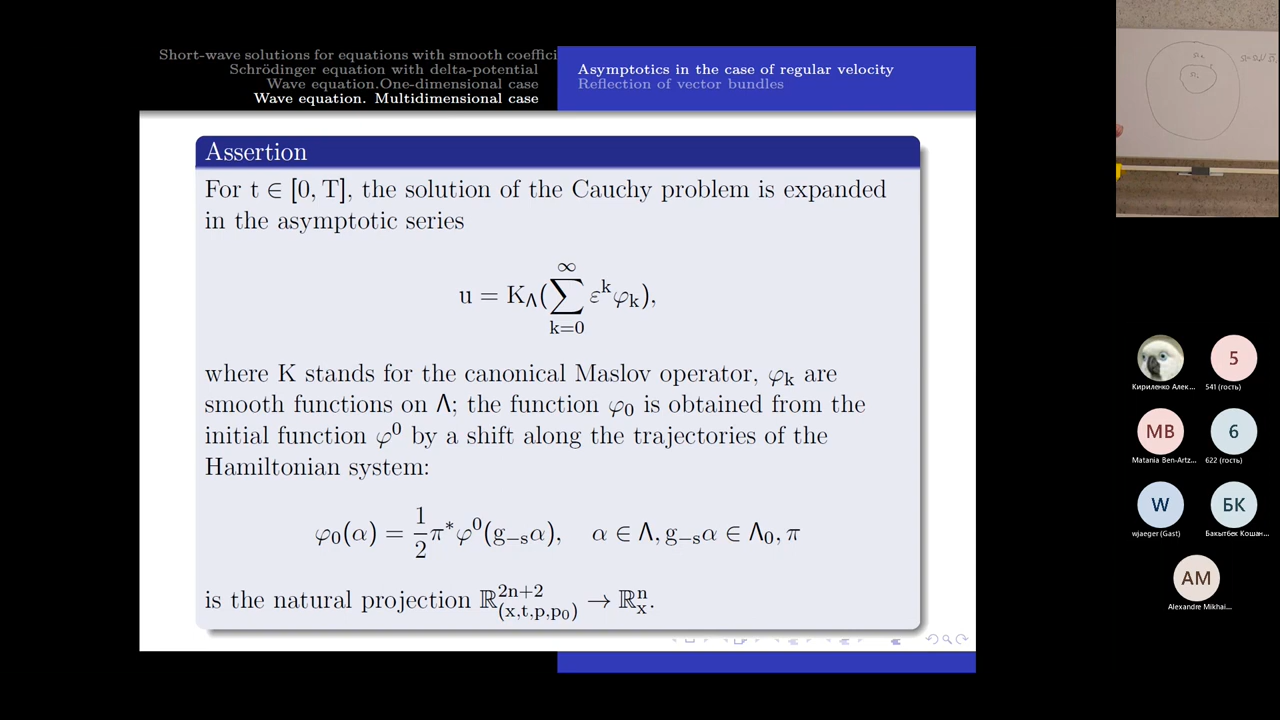 Short-wave solutions for equations with smooth coeffici
Schrödinger equation with delta-potential
Wave equation.One-dimensional case
Wave equation. Multidimensional case
Asymptotics in the case of regular velocity
Reflection of vector bundles
Assertion
For t ∈ [0, T], the solution of the Cauchy problem is expanded
in the asymptotic series
u = K_Λ(∑_{k=0}^{∞} ε^k φ_k),
where K stands for the canonical Maslov operator, φ_k are
smooth functions on Λ; the function φ_0 is obtained from the
initial function φ^0 by a shift along the trajectories of the
Hamiltonian system:
φ_0(α) = 1/2 π*φ^0(g_{−s}α), α ∈ Λ, g_{−s}α ∈ Λ_0, π
is the natural projection ℝ^{2n+2}_{(x,t,p,p_0)} → ℝ^n_x.
Кириленко Алек...
5
541 (гость)
MB
Matania Ben-Artz...
6
622 (гость)
W
wjaeger (Gast)
БК
Бакытбек Кошан...
AM
Alexandre Mikhai...